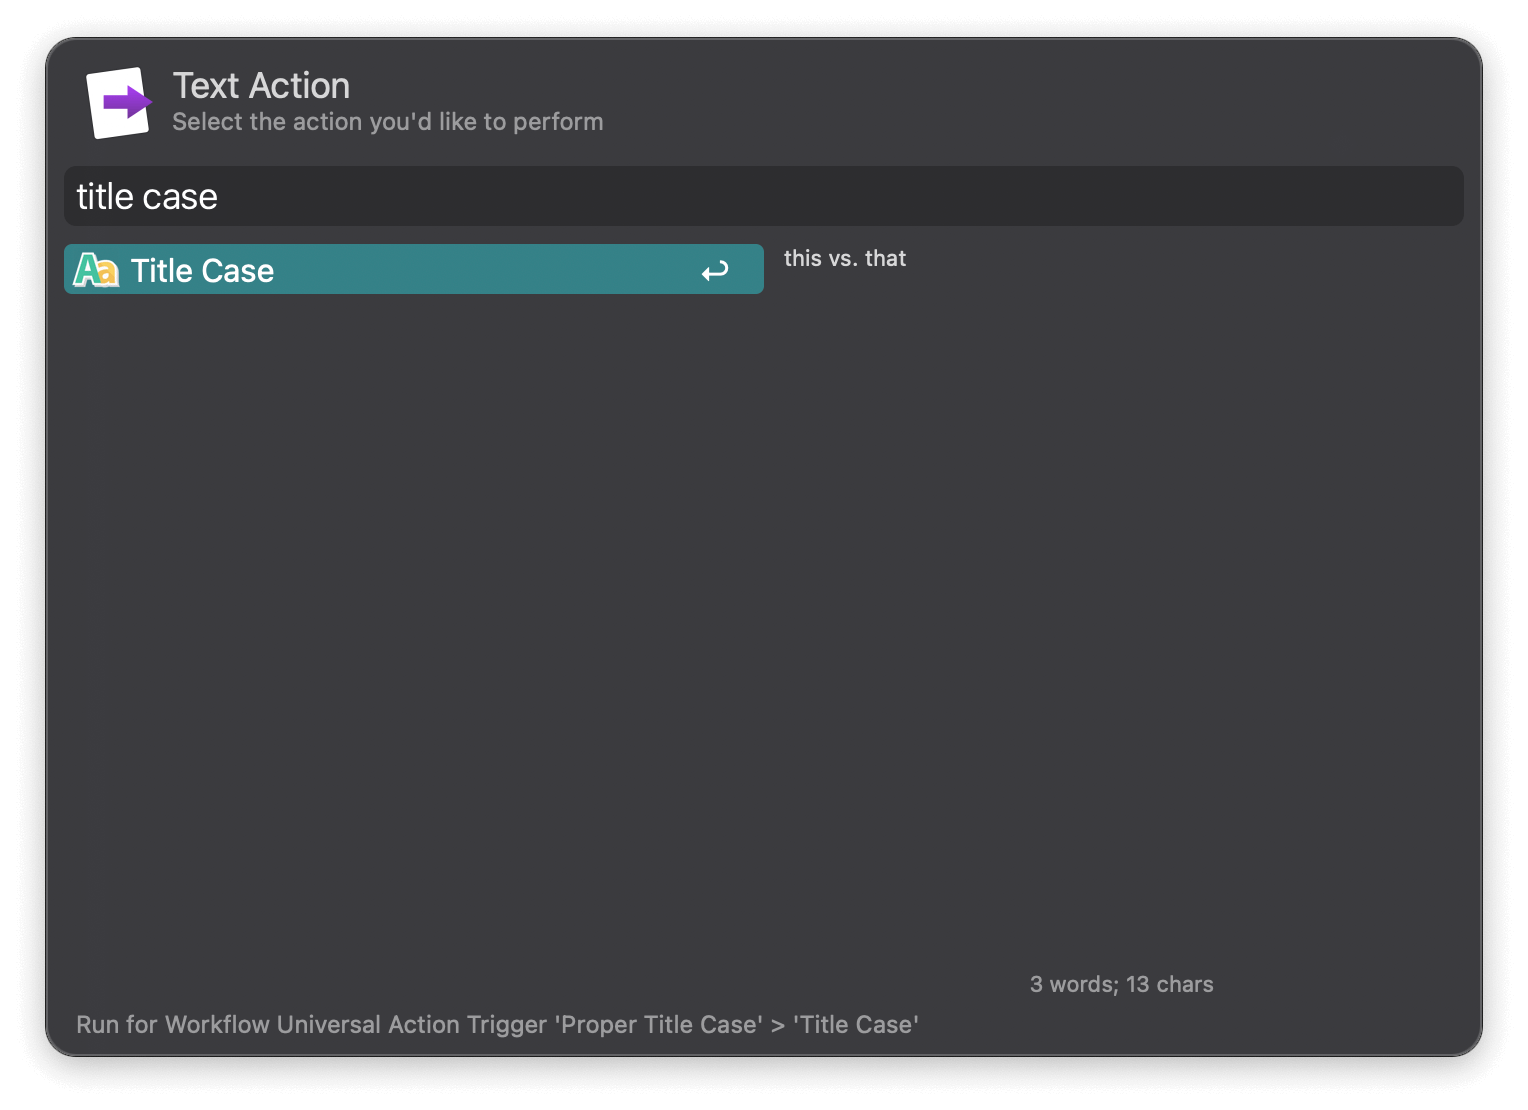 Text Action
Select the action you'd like to perform
title case
Aa Title Case
this vs. that
3 words; 13 chars
Run for Workflow Universal Action Trigger 'Proper Title Case' > 'Title Case'